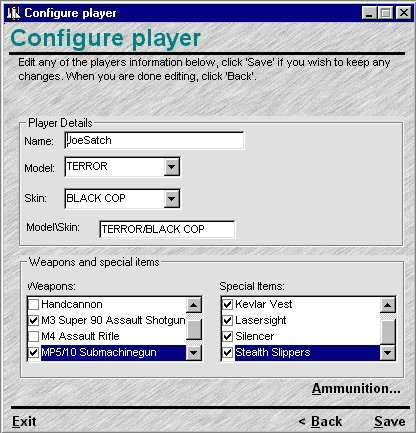 Configure player
Configure player
Edit any of the players information below, click 'Save' if you wish to keep any
changes. When you are done editing, click 'Back'.
Player Details
Name: JoeSatch
Model: TERROR
Skin: BLACK COP
Model\Skin: TERROR/BLACK COP
Weapons and special items
Weapons: Special Items:
Handcannon Kevlar Vest
M3 Super 90 Assault Shotgun Lasersight
M4 Assault Rifle Silencer
MP5/10 Submachinegun Stealth Slippers
Ammunition...
Exit < Back Save